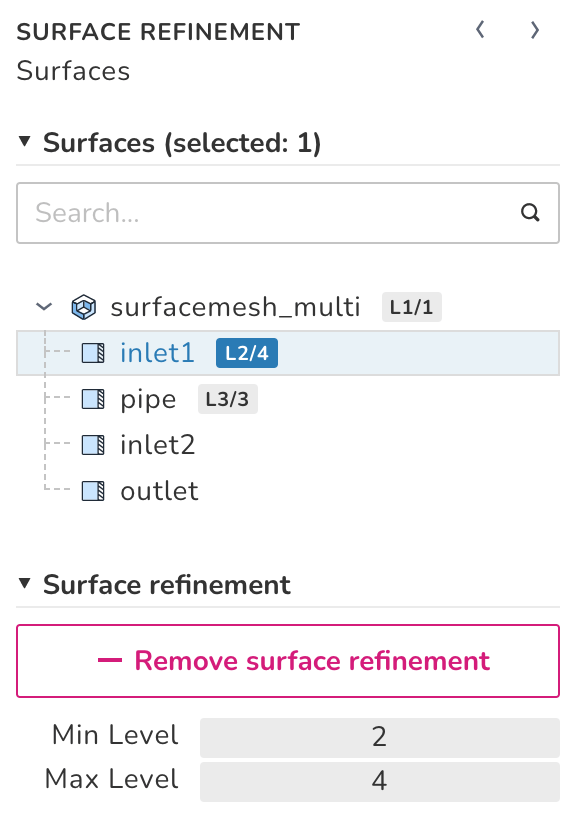 SURFACE REFINEMENT
Surfaces
Surfaces (selected: 1)
Search...
surfacemesh_multi L1/1
inlet1 L2/4
pipe L3/3
inlet2
outlet
Surface refinement
Remove surface refinement
Min Level 2
Max Level 4